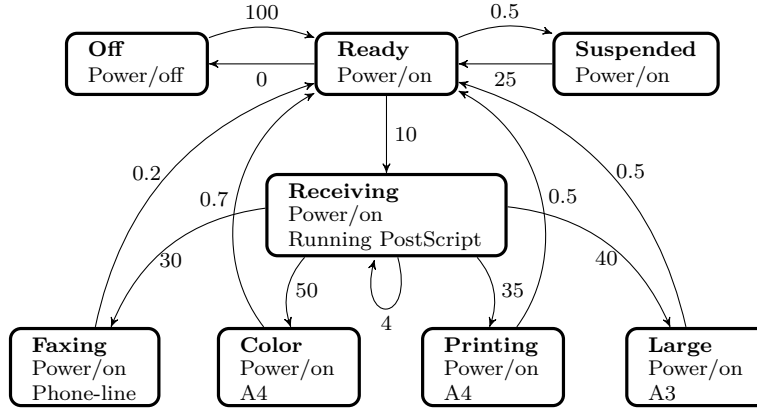 100
0.5
Off
Power/off
Ready
Power/on
Suspended
Power/on
0
25
10
0.2
0.7
Receiving
Power/on
Running PostScript
0.5
0.5
30
50
4
35
40
Faxing
Power/on
Phone-line
Color
Power/on
A4
Printing
Power/on
A4
Large
Power/on
A3